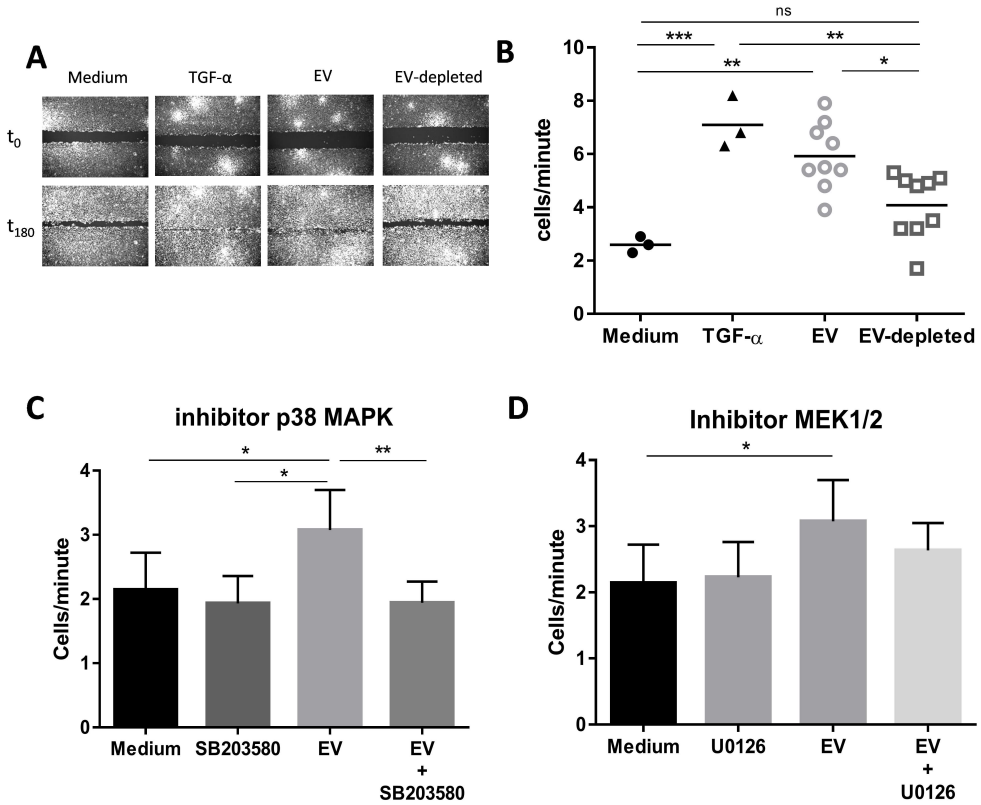 A
Medium TGF-α EV EV-depleted
t0
t180
B
ns
*** **
** *
10
8
6
4
2
0
cells/minute
Medium TGF-α EV EV-depleted
C
inhibitor p38 MAPK
* **
*
4
3
2
1
0
Cells/minute
Medium SB203580 EV EV
+
SB203580
D
Inhibitor MEK1/2
*
4
3
2
1
0
Cells/minute
Medium U0126 EV EV
+
U0126